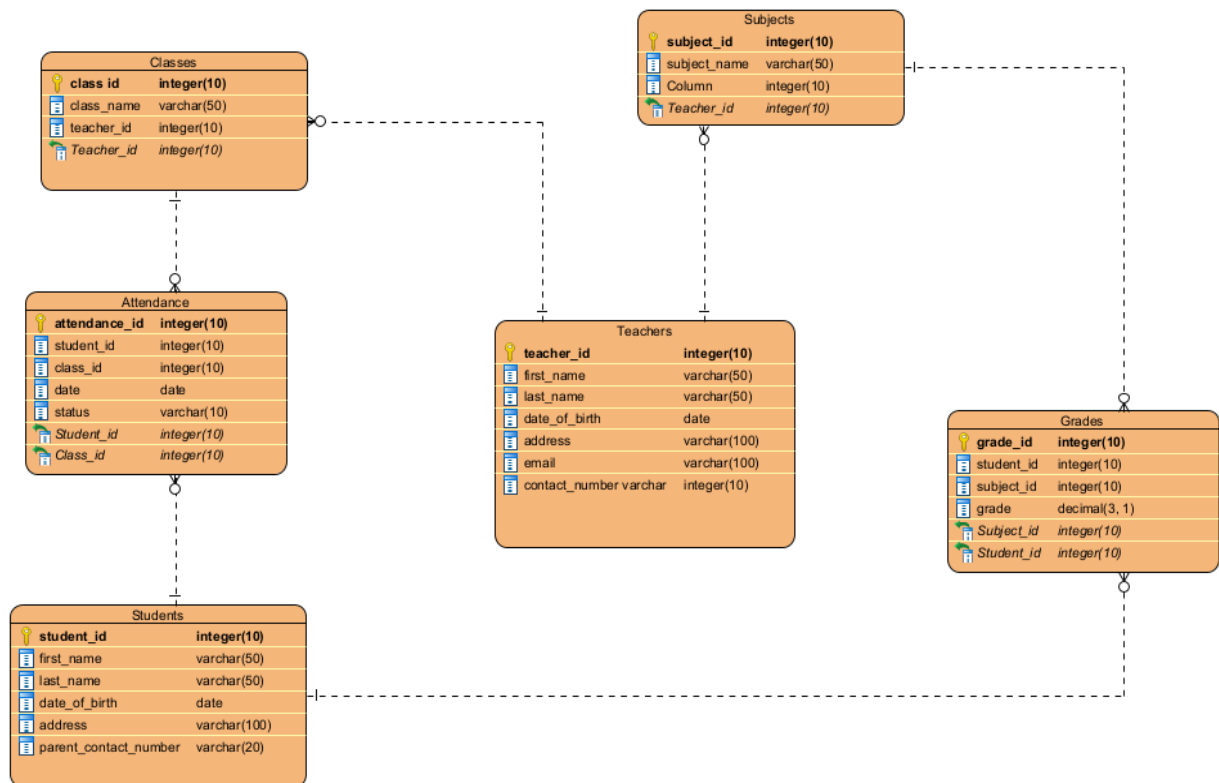 Subjects
subject_id integer(10)
subject_name varchar(50)
Column integer(10)
Teacher_id integer(10)
Classes
class id integer(10)
class_name varchar(50)
teacher_id integer(10)
Teacher_id integer(10)
Attendance
attendance_id integer(10)
student_id integer(10)
class_id integer(10)
date date
status varchar(10)
Student_id integer(10)
Class_id integer(10)
Teachers
teacher_id integer(10)
first_name varchar(50)
last_name varchar(50)
date_of_birth date
address varchar(100)
email varchar(100)
contact_number varchar integer(10)
Grades
grade_id integer(10)
student_id integer(10)
subject_id integer(10)
grade decimal(3, 1)
Subject_id integer(10)
Student_id integer(10)
Students
student_id integer(10)
first_name varchar(50)
last_name varchar(50)
date_of_birth date
address varchar(100)
parent_contact_number varchar(20)